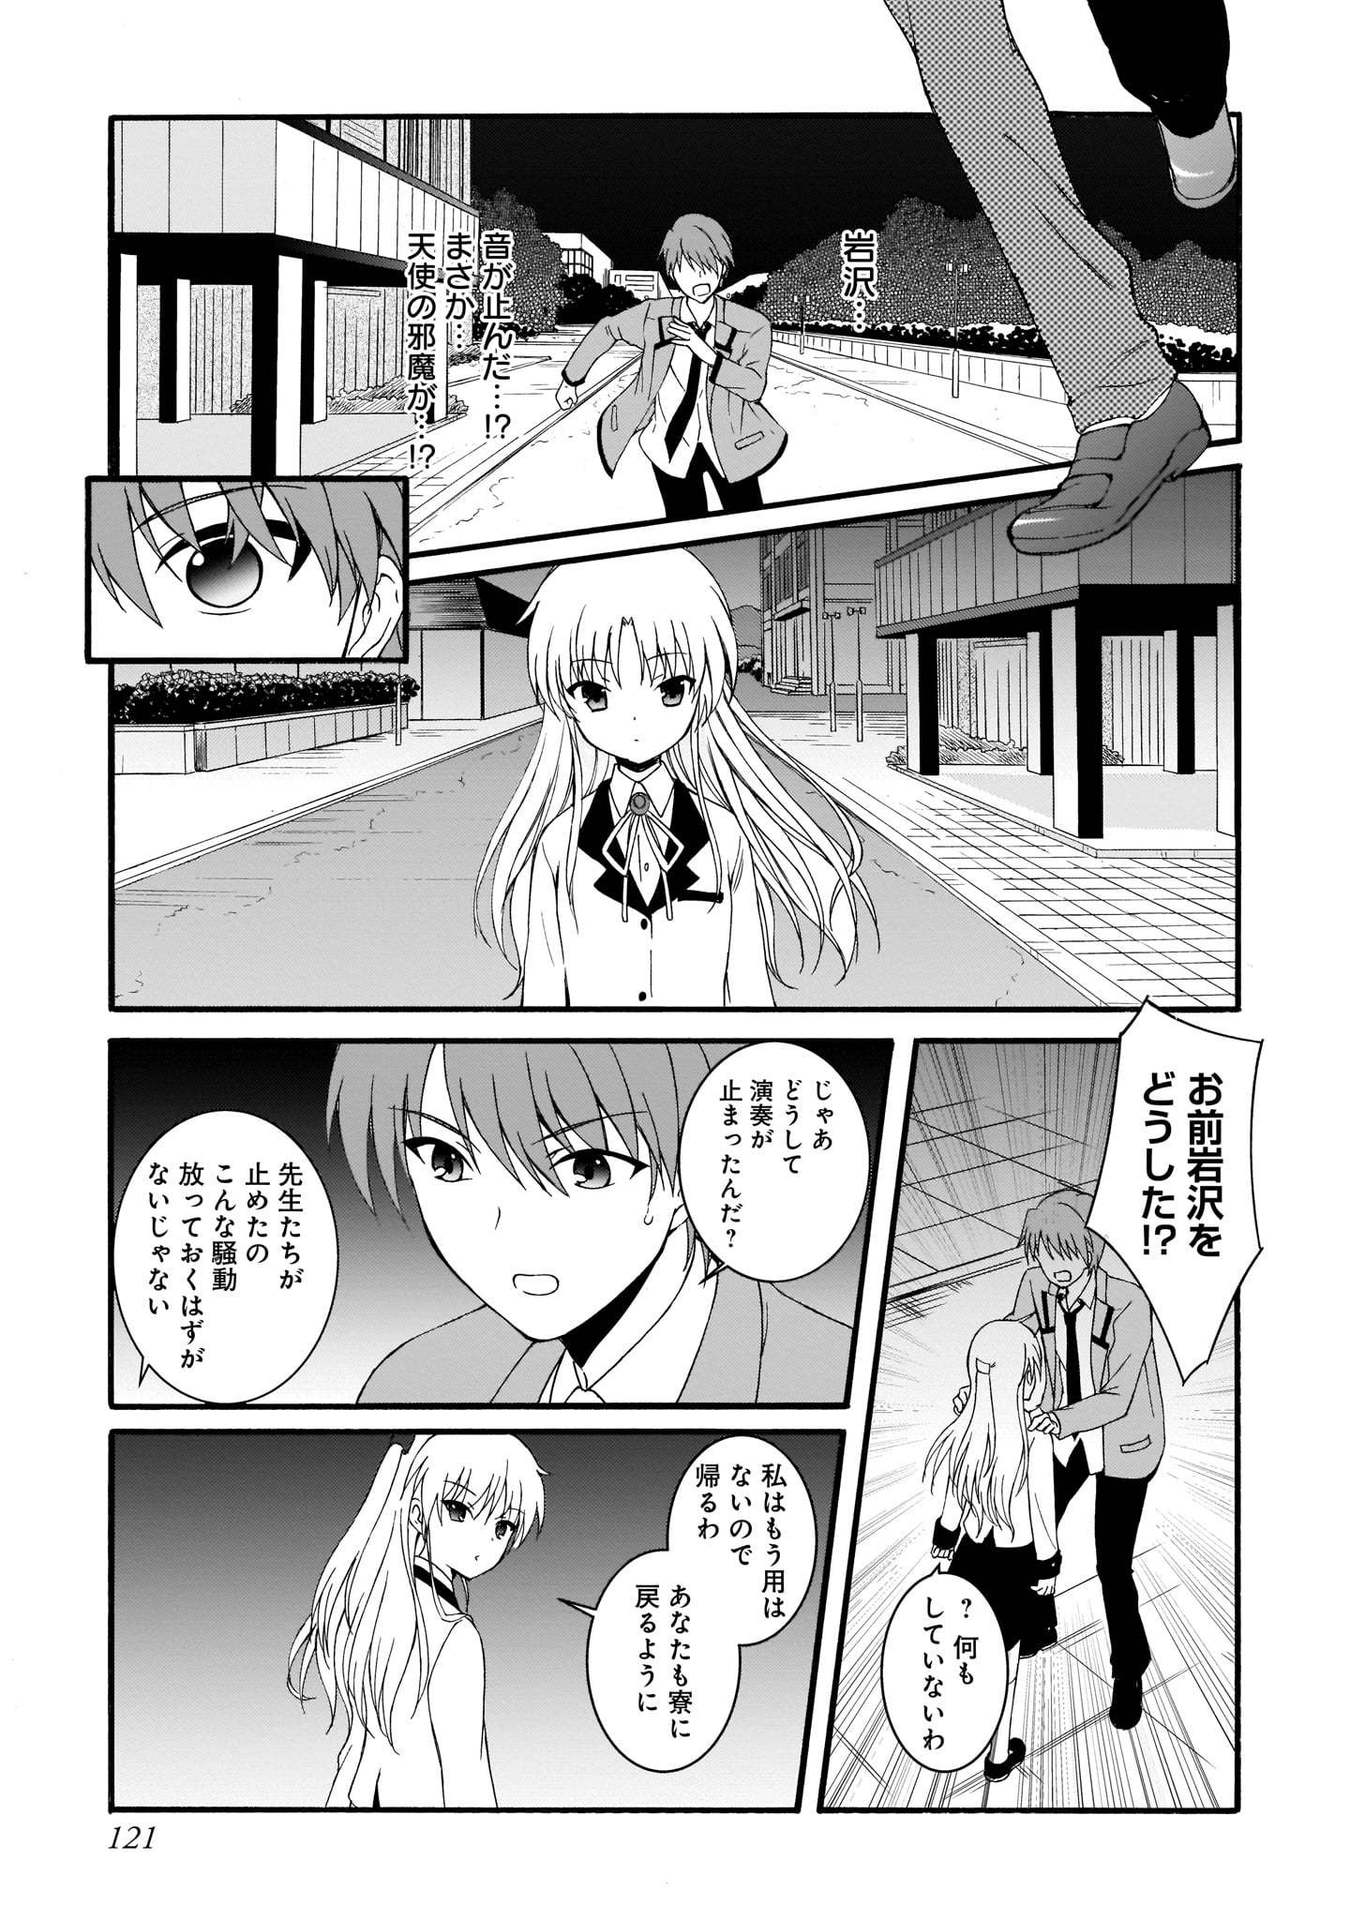 岩沢…
音が止んだ…!?
まさか…
天使の邪魔が…!?
お前岩沢を
どうした!?
？何も
していないわ
じゃあ
どうして
演奏が
止まったんだ？
先生たちが
止めたの
こんな騒動
放っておくはずが
ないじゃない
私はもう用は
ないので
帰るわ
あなたも寮に
戻るように
121